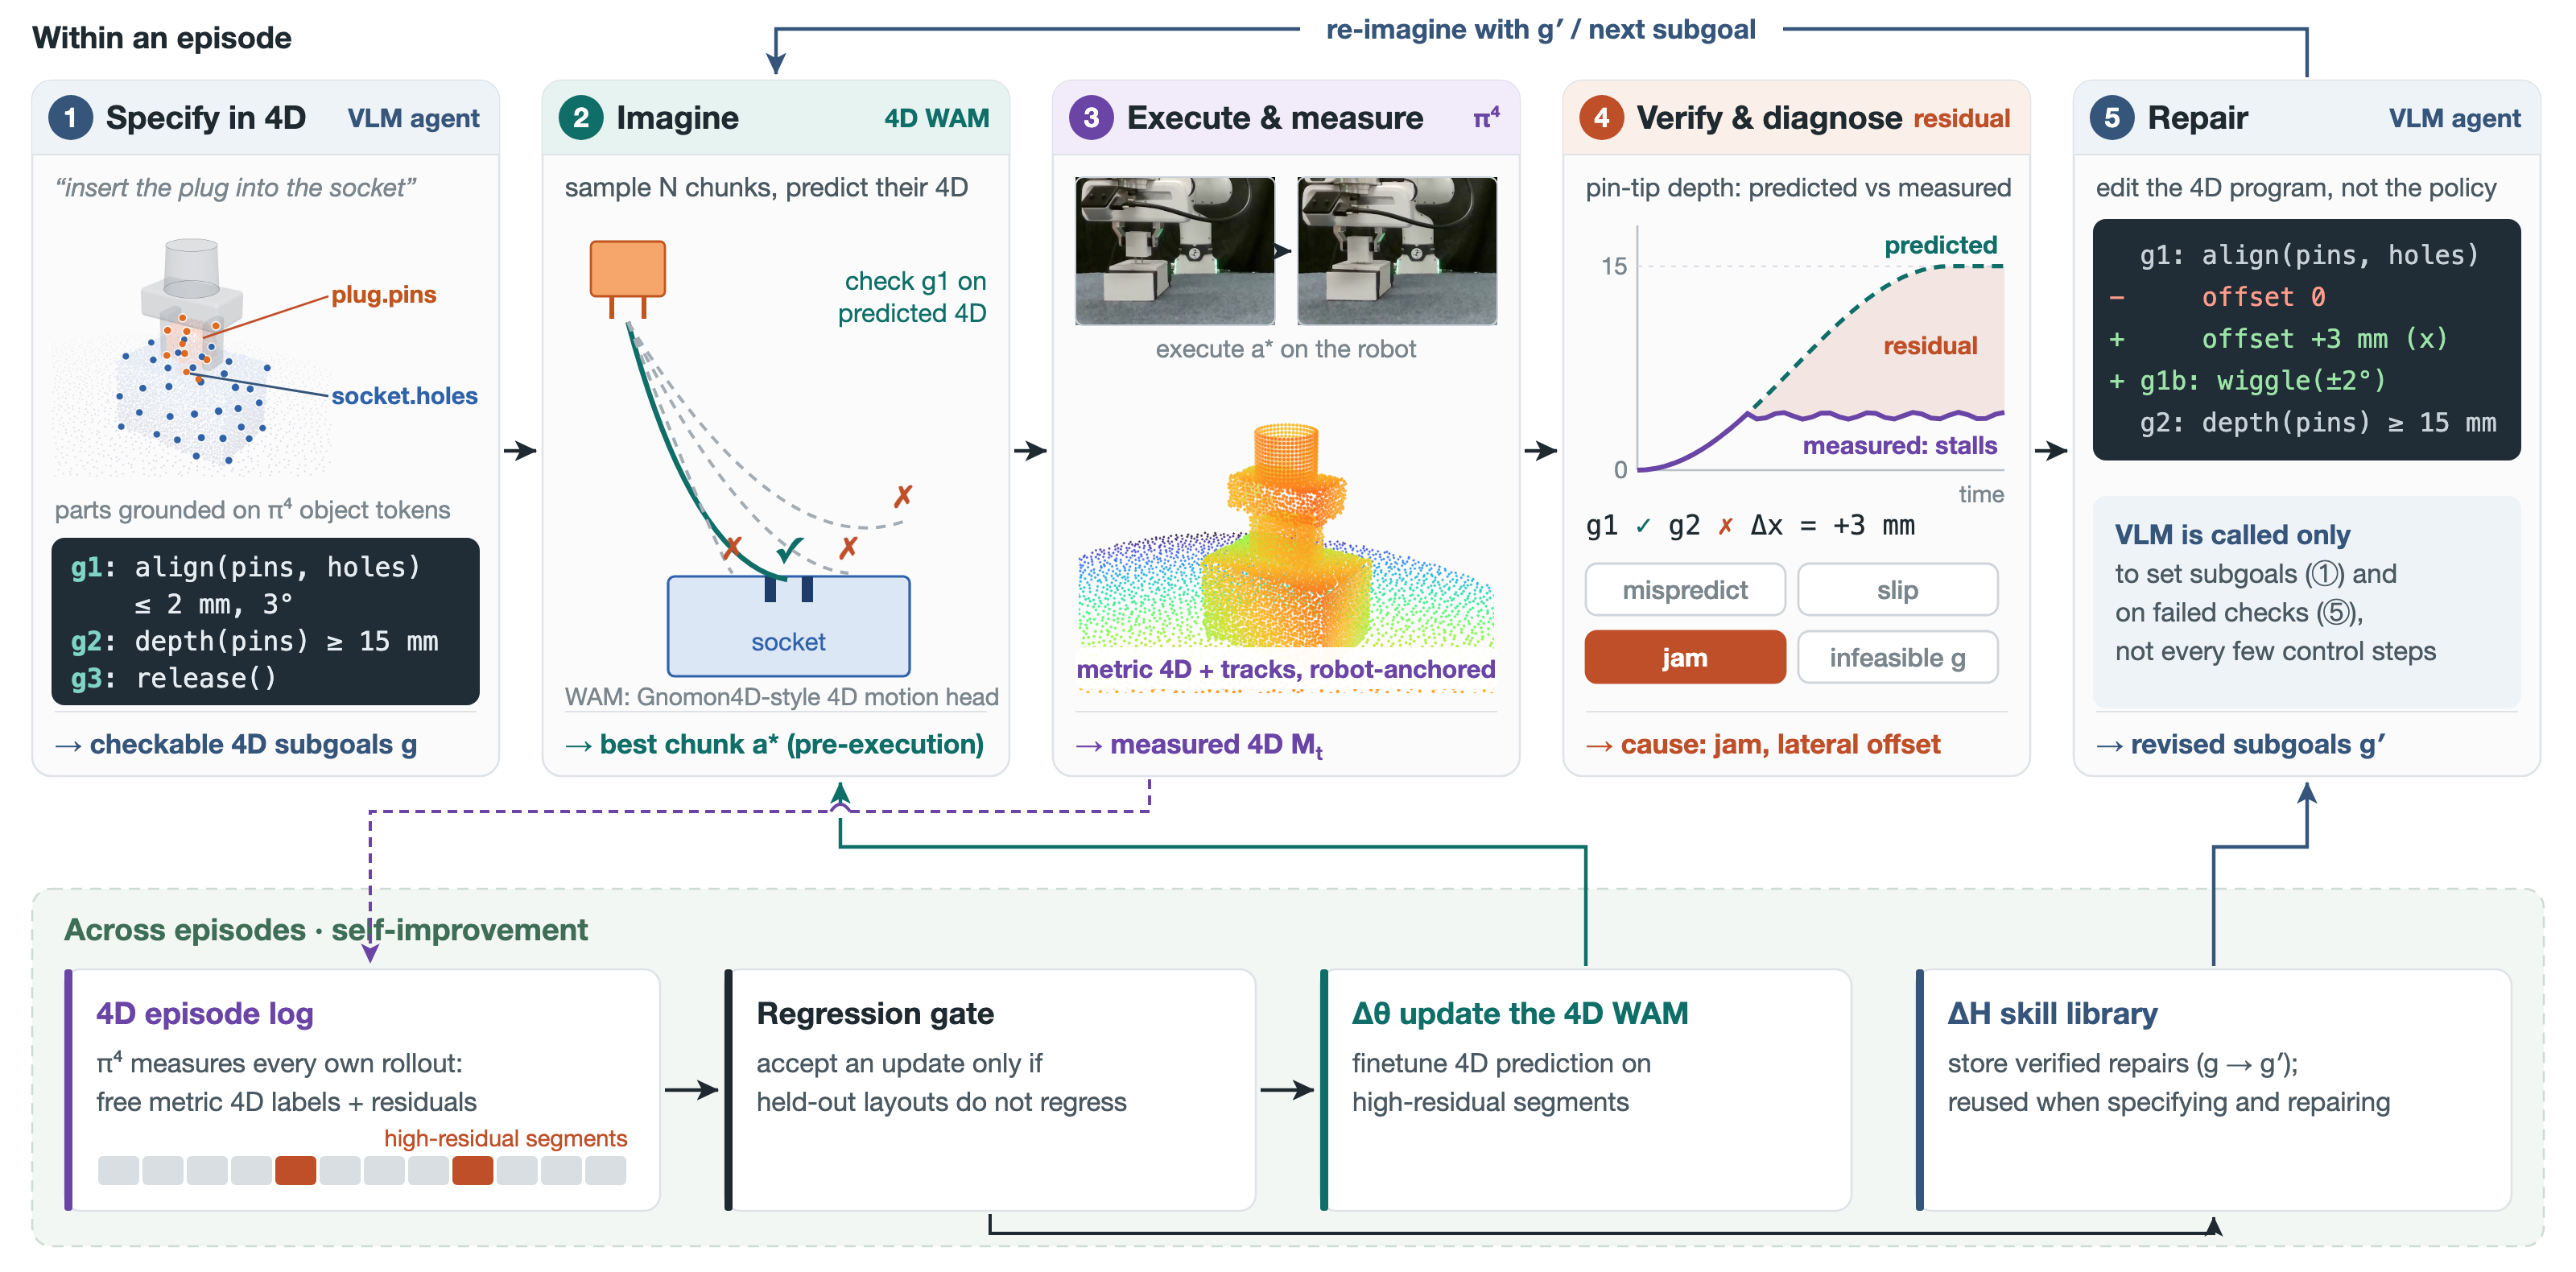 Within an episode
re-imagine with g′ / next subgoal
1 Specify in 4D VLM agent
“insert the plug into the socket”
plug.pins
socket.holes
parts grounded on π⁴ object tokens
g1: align(pins, holes)
≤ 2 mm, 3°
g2: depth(pins) ≥ 15 mm
g3: release()
→ checkable 4D subgoals g
2 Imagine 4D WAM
sample N chunks, predict their 4D
check g1 on
predicted 4D
✗
✗ ✓ ✗
socket
WAM: Gnomon4D-style 4D motion head
→ best chunk a* (pre-execution)
3 Execute & measure π⁴
execute a* on the robot
metric 4D + tracks, robot-anchored
→ measured 4D Mₜ
4 Verify & diagnose residual
pin-tip depth: predicted vs measured
predicted
15
residual
measured: stalls
0
time
g1 ✓ g2 ✗ Δx = +3 mm
mispredict slip
jam infeasible g
→ cause: jam, lateral offset
5 Repair VLM agent
edit the 4D program, not the policy
g1: align(pins, holes)
− offset 0
+ offset +3 mm (x)
+ g1b: wiggle(±2°)
g2: depth(pins) ≥ 15 mm
VLM is called only
to set subgoals (①) and
on failed checks (⑤),
not every few control steps
→ revised subgoals g′
Across episodes · self-improvement
4D episode log
π⁴ measures every own rollout:
free metric 4D labels + residuals
high-residual segments
Regression gate
accept an update only if
held-out layouts do not regress
Δθ update the 4D WAM
finetune 4D prediction on
high-residual segments
ΔH skill library
store verified repairs (g → g′);
reused when specifying and repairing